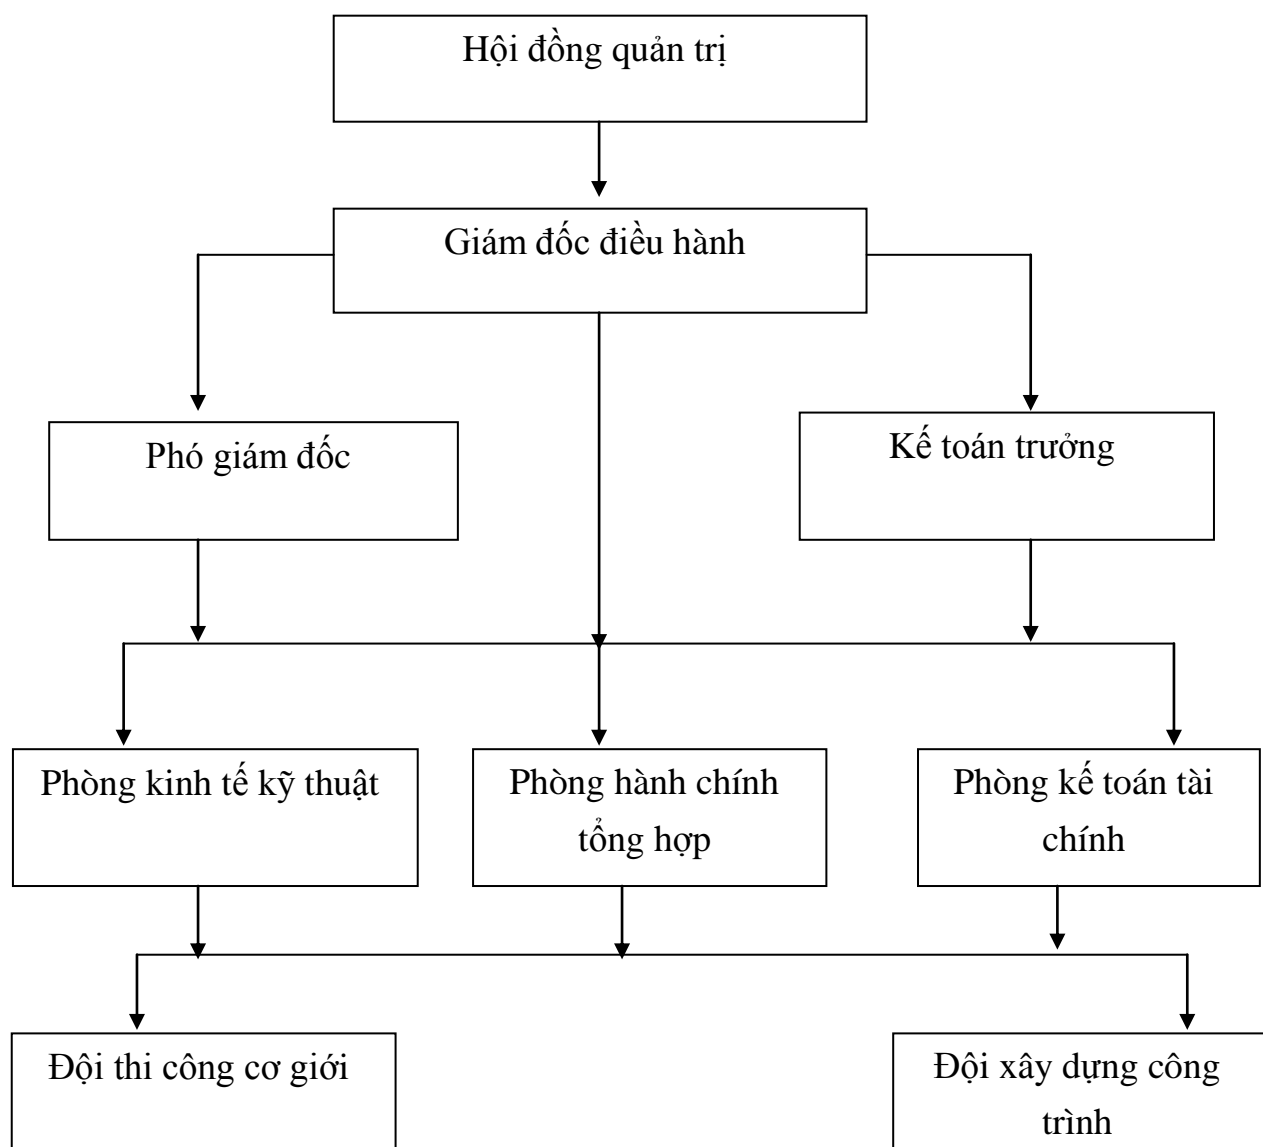 Hội đồng quản trị
Giám đốc điều hành
Phó giám đốc
Kế toán trưởng
Phòng kinh tế kỹ thuật
Phòng hành chính
tổng hợp
Phòng kế toán tài
chính
Đội thi công cơ giới
Đội xây dựng công
trình